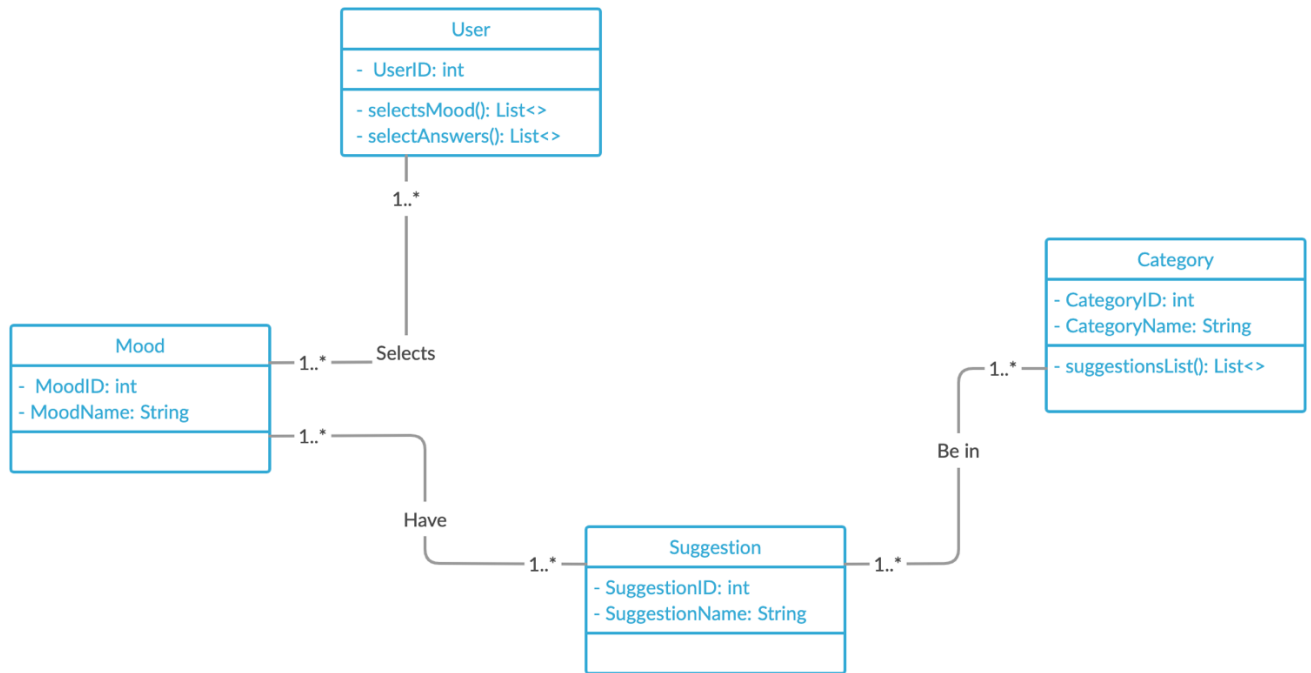 User
- UserID: int
- selectsMood(): List<>
- selectAnswers(): List<>
1..*
Category
- CategoryID: int
- CategoryName: String
- suggestionsList(): List<>
Mood
- MoodID: int
- MoodName: String
1..*
Selects
1..*
1..*
Be in
Have
Suggestion
- SuggestionID: int
- SuggestionName: String
1..*
1..*